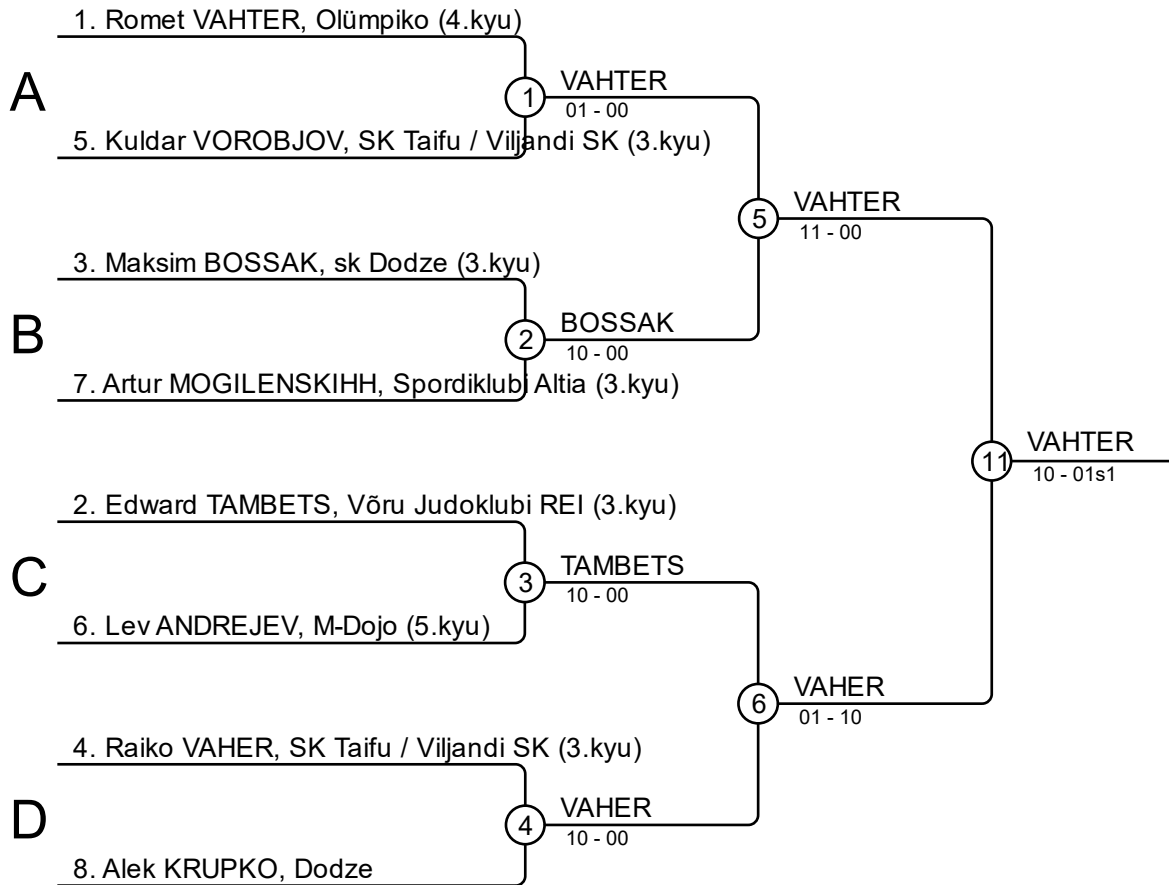 1. Romet VAHTER, Olümpiko (4.kyu)
A
1
VAHTER
01 - 00
5. Kuldar VOROBJOV, SK Taifu / Viljandi SK (3.kyu)
5
VAHTER
11 - 00
3. Maksim BOSSAK, sk Dodze (3.kyu)
B
2
BOSSAK
10 - 00
7. Artur MOGILENSKIHH, Spordiklubi Altia (3.kyu)
11
VAHTER
10 - 01s1
2. Edward TAMBETS, Võru Judoklubi REI (3.kyu)
C
3
TAMBETS
10 - 00
6. Lev ANDREJEV, M-Dojo (5.kyu)
6
VAHER
01 - 10
4. Raiko VAHER, SK Taifu / Viljandi SK (3.kyu)
D
4
VAHER
10 - 00
8. Alek KRUPKO, Dodze